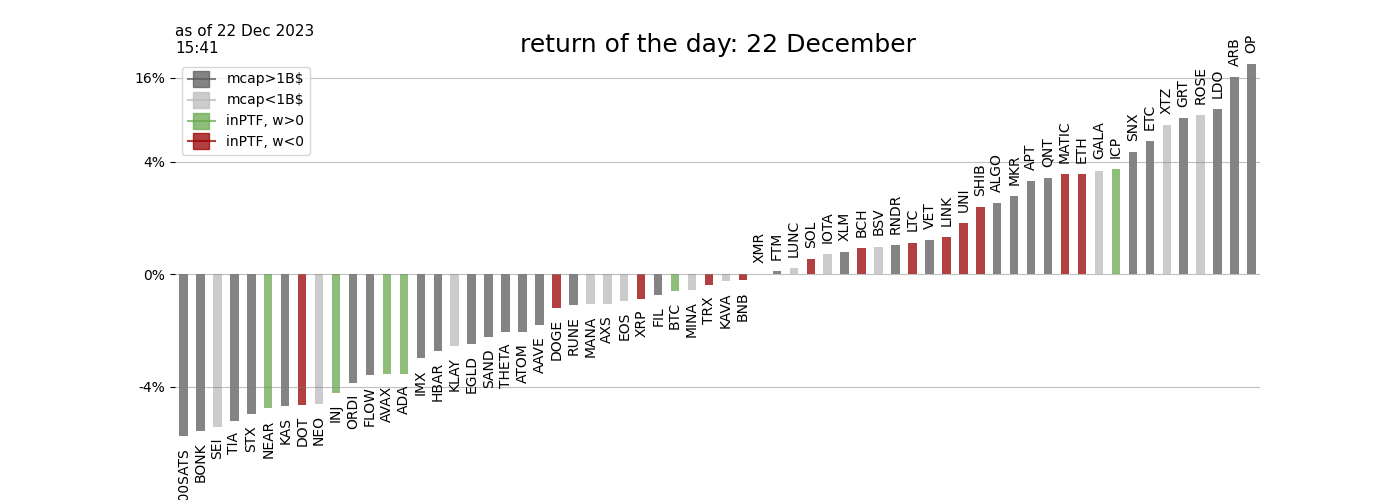 as of 22 Dec 2023
15:41
return of the day: 22 December
mcap>1B$
mcap<1B$
inPTF, w>0
inPTF, w<0
16%
4%
0%
-4%
00SATS
BONK
SEI
TIA
STX
NEAR
KAS
DOT
NEO
INJ
ORDI
FLOW
AVAX
ADA
IMX
HBAR
KLAY
EGLD
SAND
THETA
ATOM
AAVE
DOGE
RUNE
MANA
AXS
EOS
XRP
FIL
BTC
MINA
TRX
KAVA
BNB
XMR
FTM
LUNC
SOL
IOTA
XLM
BCH
BSV
RNDR
LTC
VET
LINK
UNI
SHIB
ALGO
MKR
APT
QNT
MATIC
ETH
GALA
ICP
SNX
ETC
XTZ
GRT
ROSE
LDO
ARB
OP